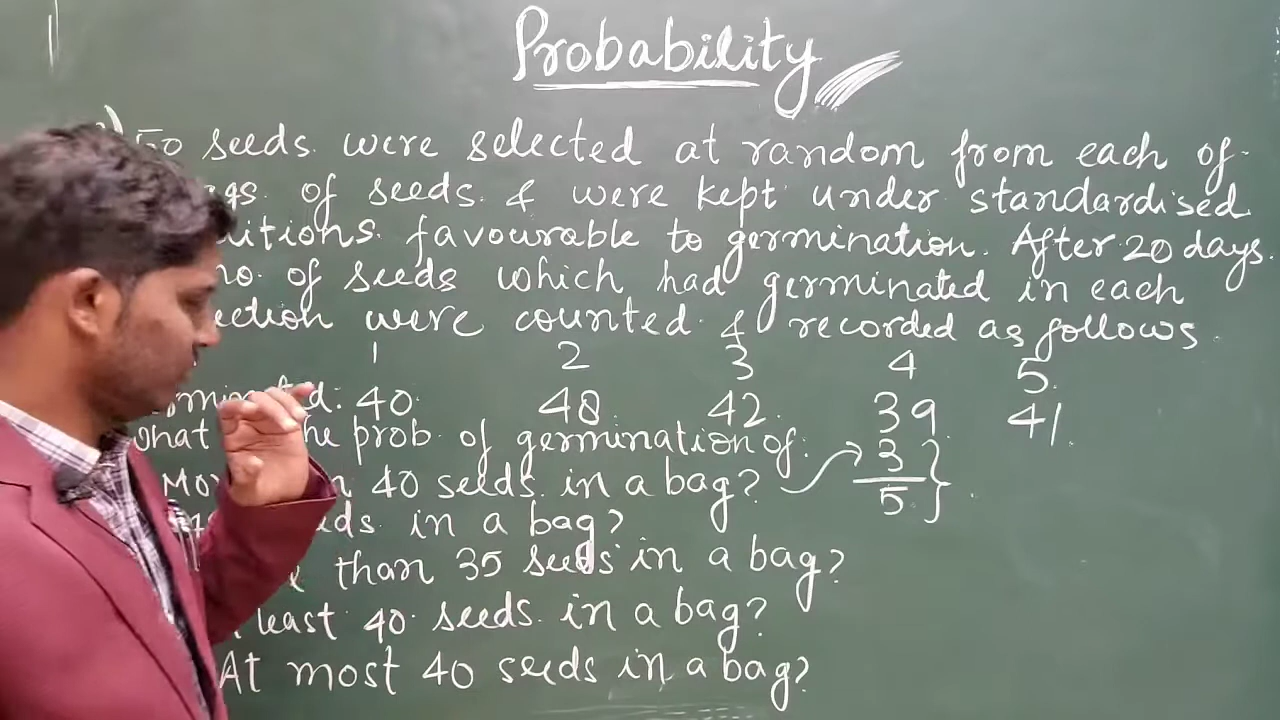 Probability
50 seeds. were selected at random from each of
of seeds. & were kept under standardised
favourable to germination. After 20 days.
no. of seeds which had germinated in each
were counted & recorded as follows.
1 2 3 4 5.
40. 48. 42. 39. 41.
What the prob. of germination of.
40 seeds. in a bag? 3/5 }.
in a bag?
than 35 seeds in a bag?
least 40 seeds. in a bag?
At most 40 seeds in a bag?